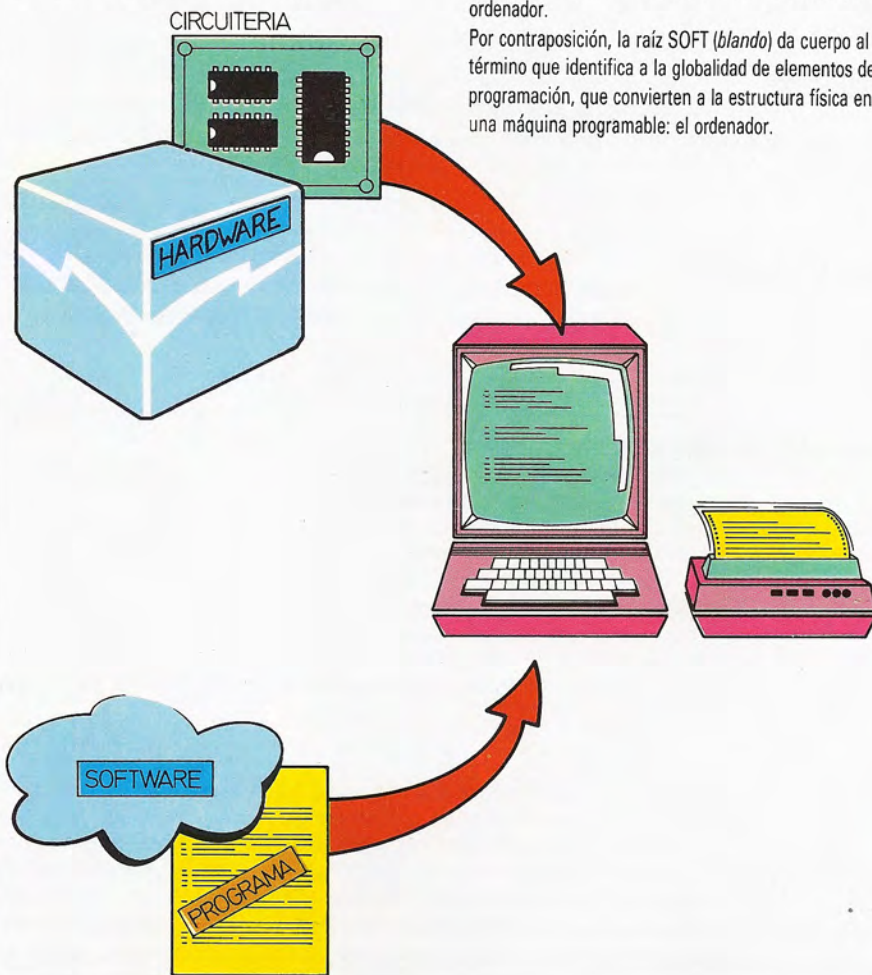 CIRCUITERIA
ordenador.
Por contraposición, la raíz SOFT (blando) da cuerpo al
término que identifica a la globalidad de elementos de
programación, que convierten a la estructura física en
una máquina programable: el ordenador.
HARDWARE
SOFTWARE
PROGRAMA